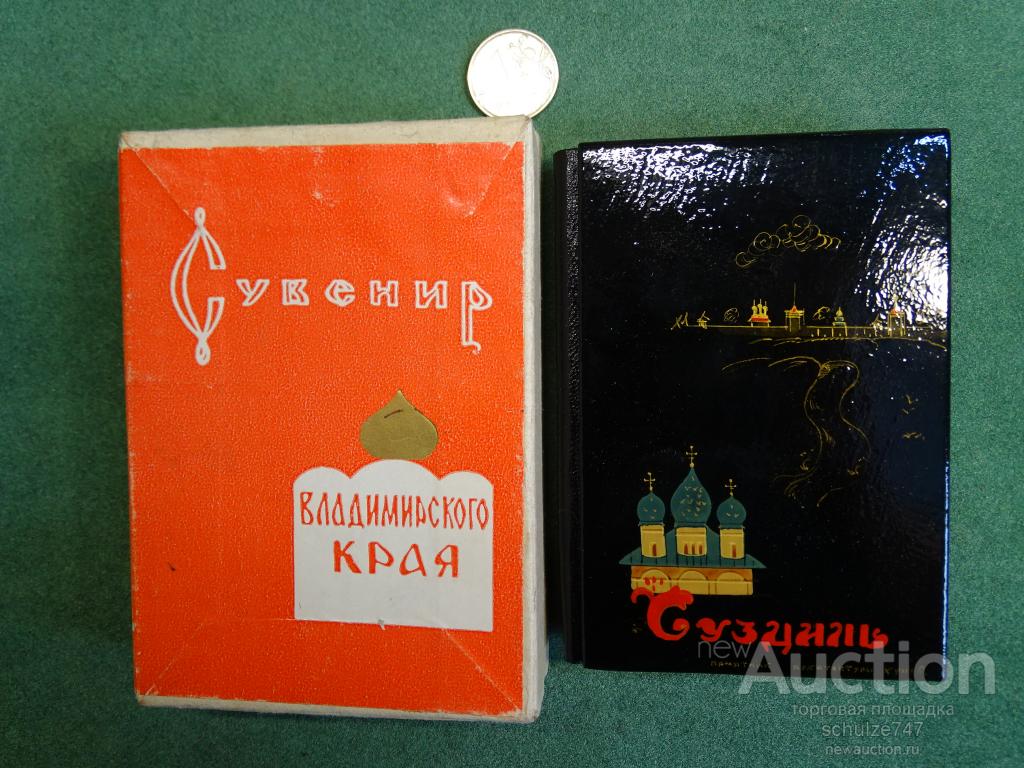 Сувенир
ВЛАДИМИРСКОГО
КРАЯ
Суздаль
newAuction
торговая площадка
schulze747
newauction.ru